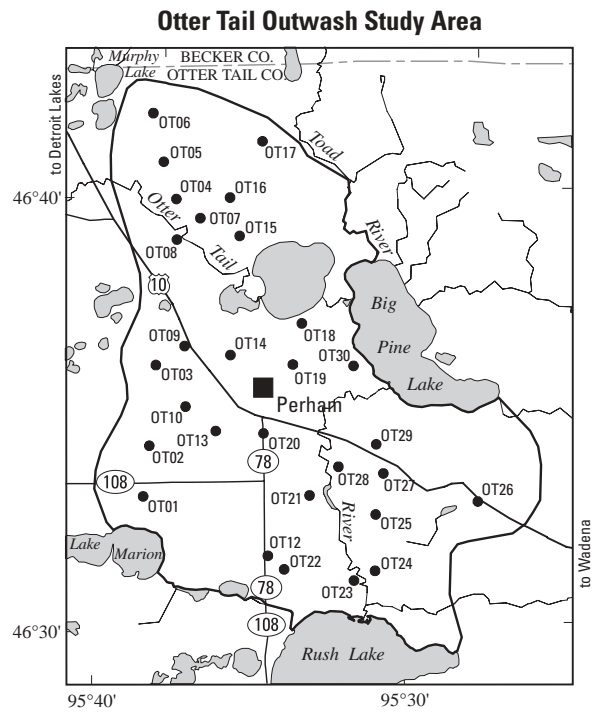 Otter Tail Outwash Study Area
Murphy
Lake
BECKER CO.
OTTER TAIL CO.
to Detroit Lakes
OT06
OT17
Toad
OT05
46°40'
OT04
OT16
Otter
OT07
OT15
River
OT08
Tail
10
Big
Pine
Lake
OT18
OT09
OT14
OT30
OT03
OT19
Perham
OT10
OT13
OT20
OT29
OT02
78
OT28
OT27
108
OT26
OT01
OT21
River
OT25
Lake
Marion
OT12
OT22
OT24
to Wadena
78
OT23
108
46°30'
Rush Lake
95°40'
95°30'